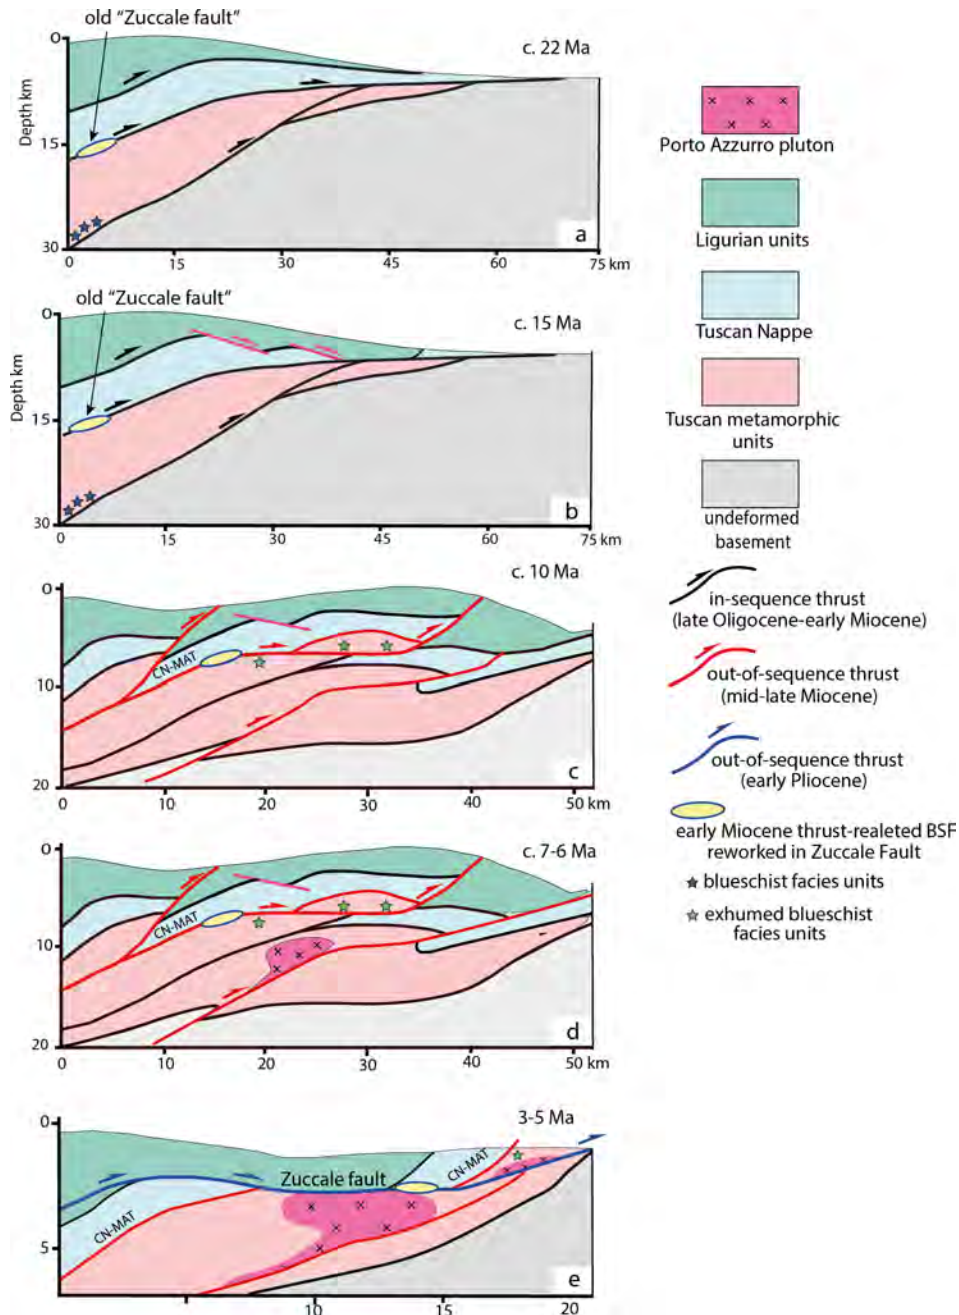 old "Zuccale fault"
c. 22 Ma
0
15
30
Depth km
a
0
15
30
45
60
75 km
old "Zuccale fault"
c. 15 Ma
0
15
30
Depth km
b
0
15
30
45
60
75 km
c. 10 Ma
0
10
20
CN-MAT
c
0
10
20
30
40
50 km
c. 7-6 Ma
0
10
20
CN-MAT
d
0
10
20
30
40
50 km
3-5 Ma
0
5
Zuccale fault
CN-MAT
CN-MAT
e
10
15
20
Porto Azzurro pluton
Ligurian units
Tuscan Nappe
Tuscan metamorphic
units
undeformed
basement
in-sequence thrust
(late Oligocene-early Miocene)
out-of-sequence thrust
(mid-late Miocene)
out-of-sequence thrust
(early Pliocene)
early Miocene thrust-realeted BSF
reworked in Zuccale Fault
blueschist facies units
exhumed blueschist
facies units